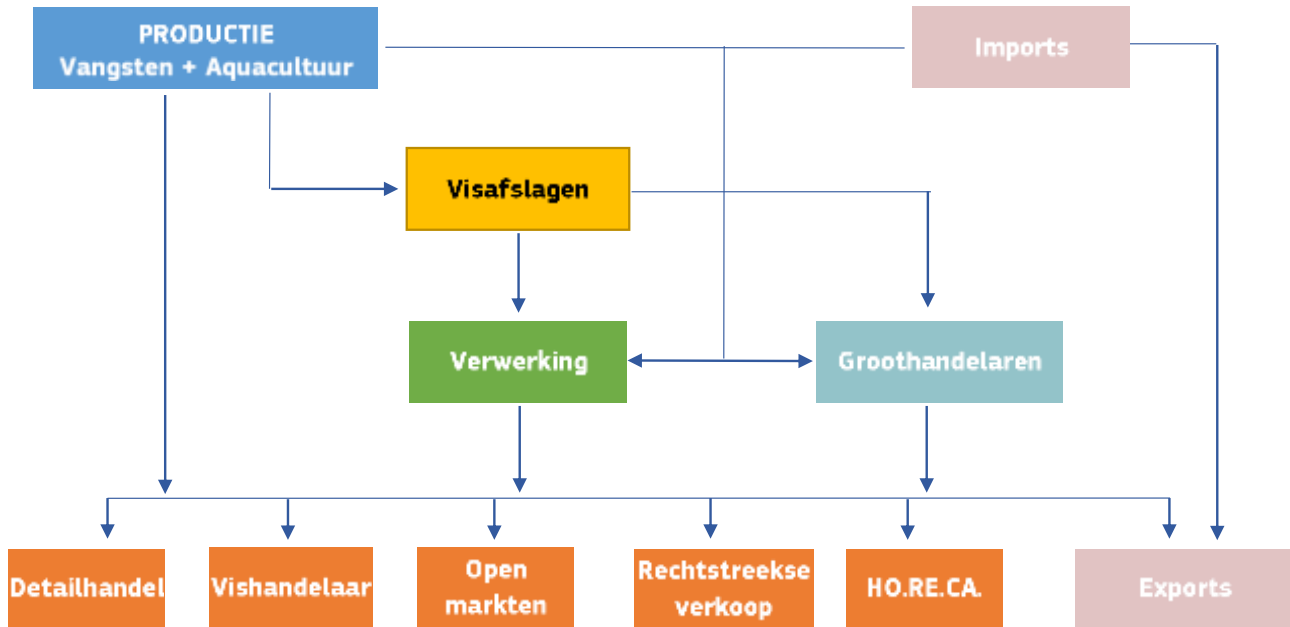 PRODUCTIE
Vangsten + Aquacultuur
Imports
Visafslagen
Verwerking
Groothandelaren
Detailhandel
Vishandelaar
Open
markten
Rechtstreekse
verkoop
HO.RE.CA.
Exports